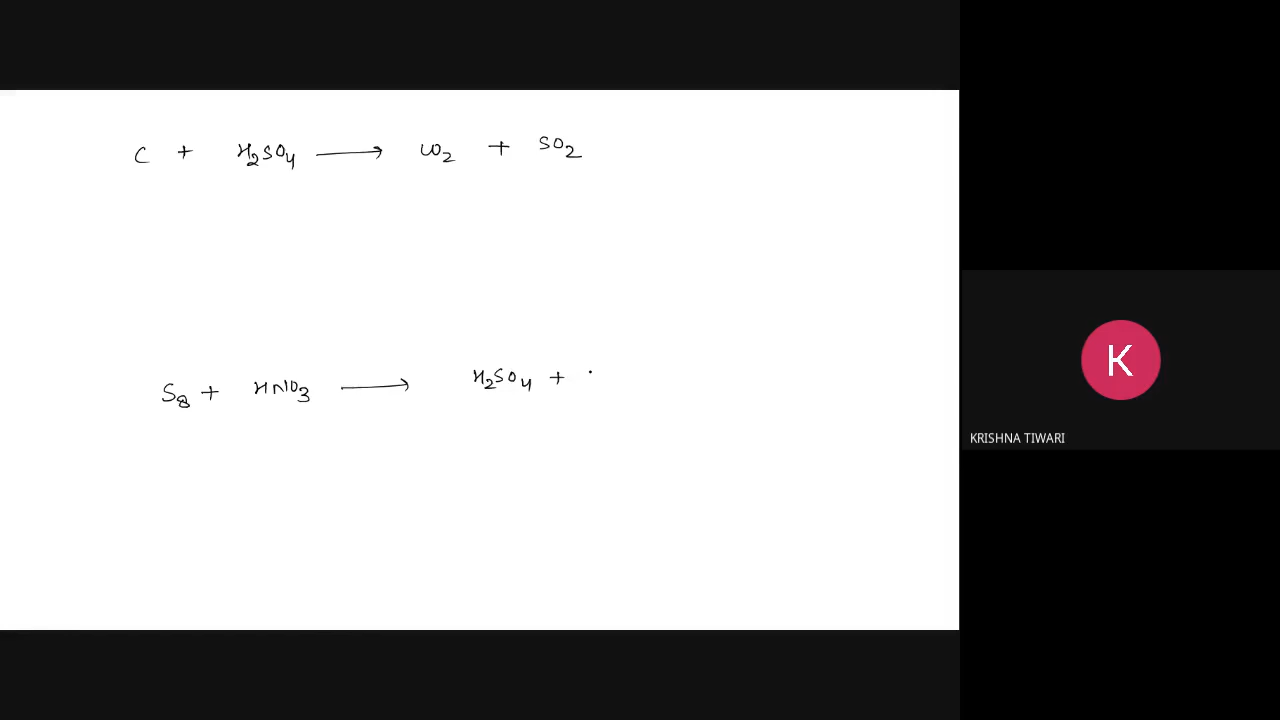 C + H₂SO₄ ⟶ CO₂ + SO₂
S₈ + HNO₃ ⟶ H₂SO₄ +
K
KRISHNA TIWARI